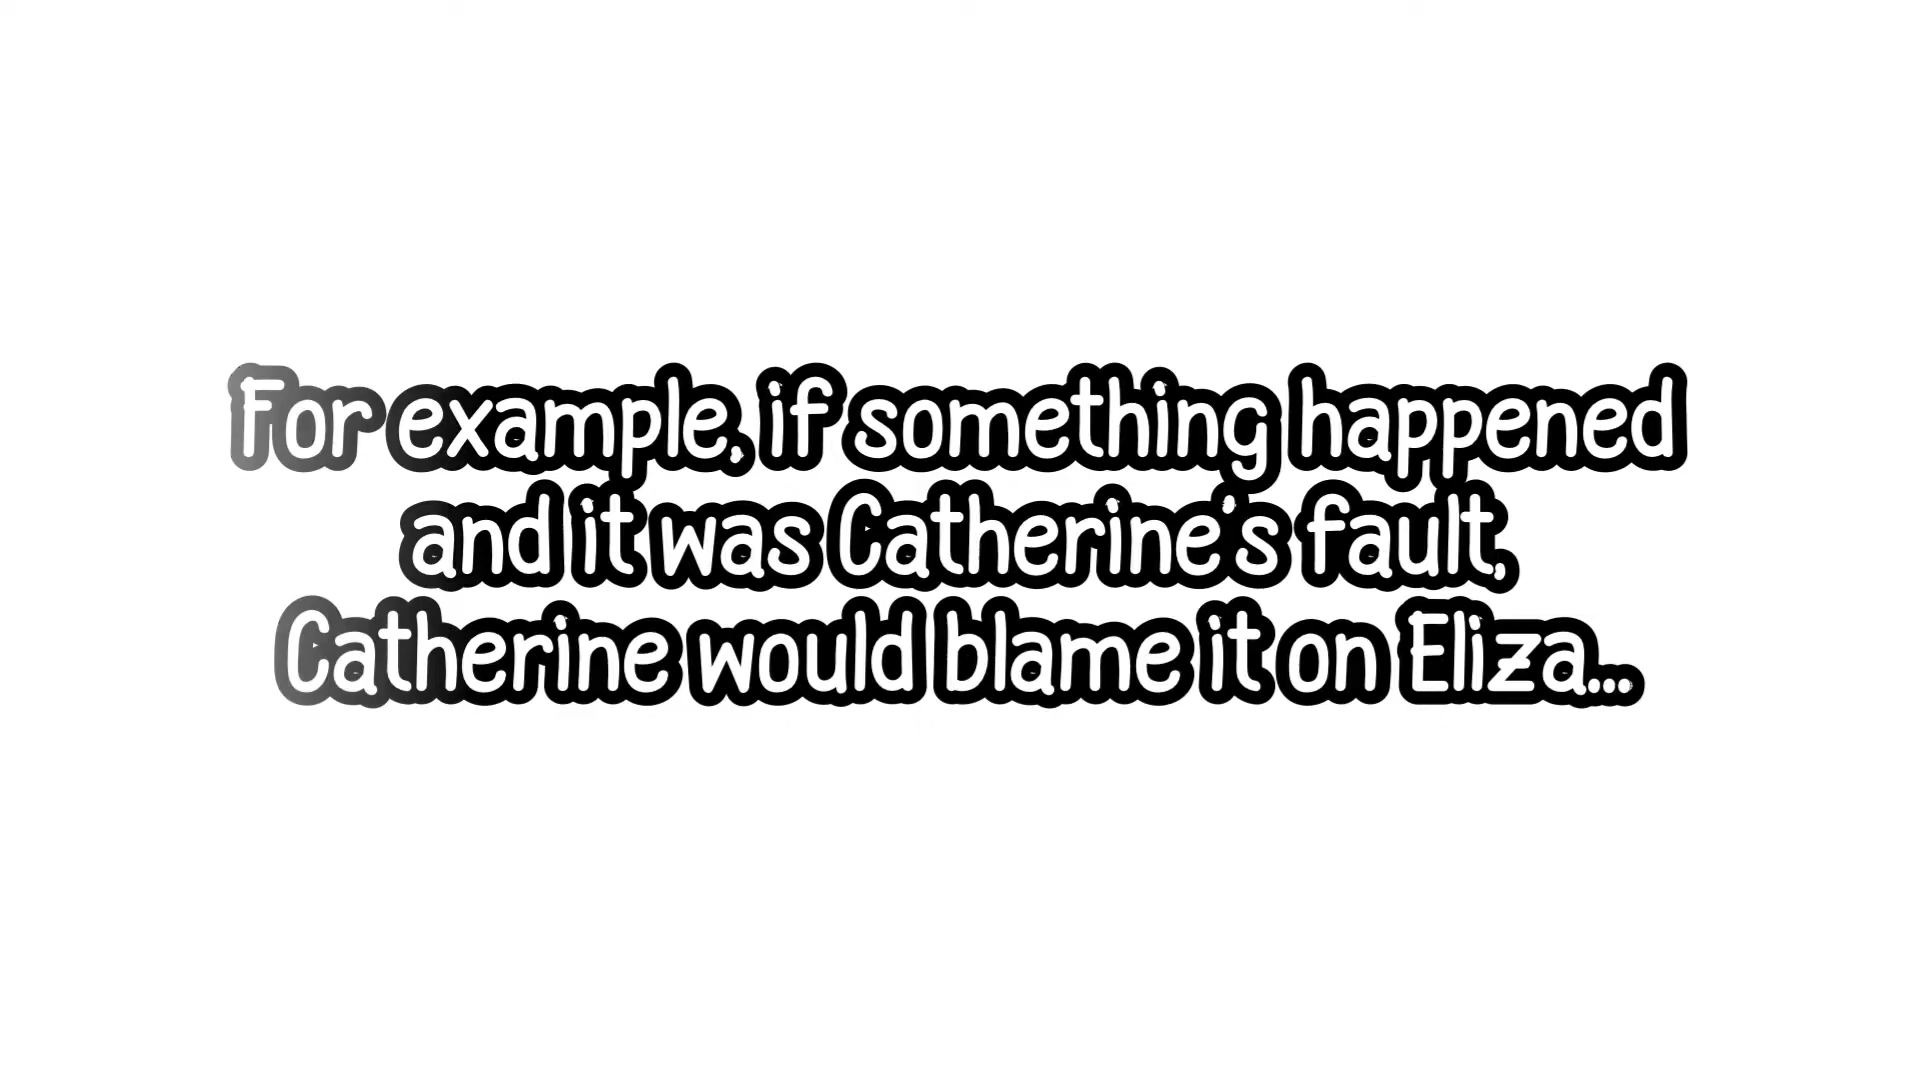 For example, if something happened
and it was Catherine's fault,
Catherine would blame it on Eliza...